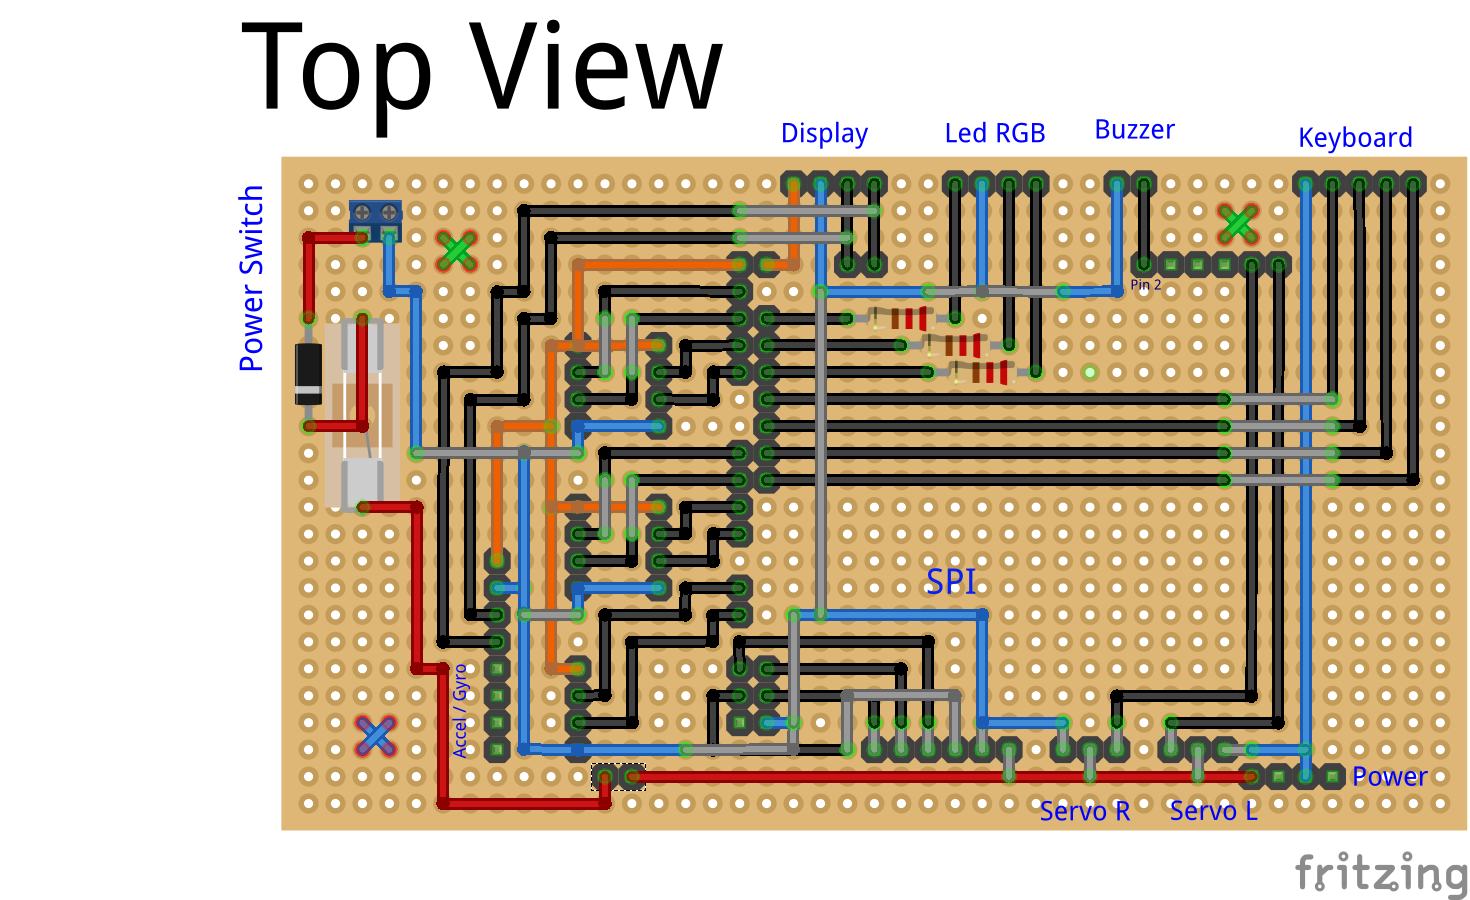 Top View
Display
Led RGB
Buzzer
Keyboard
Power Switch
Pin 2
SPI
Accel / Gyro
Power
Servo R
Servo L
fritzing